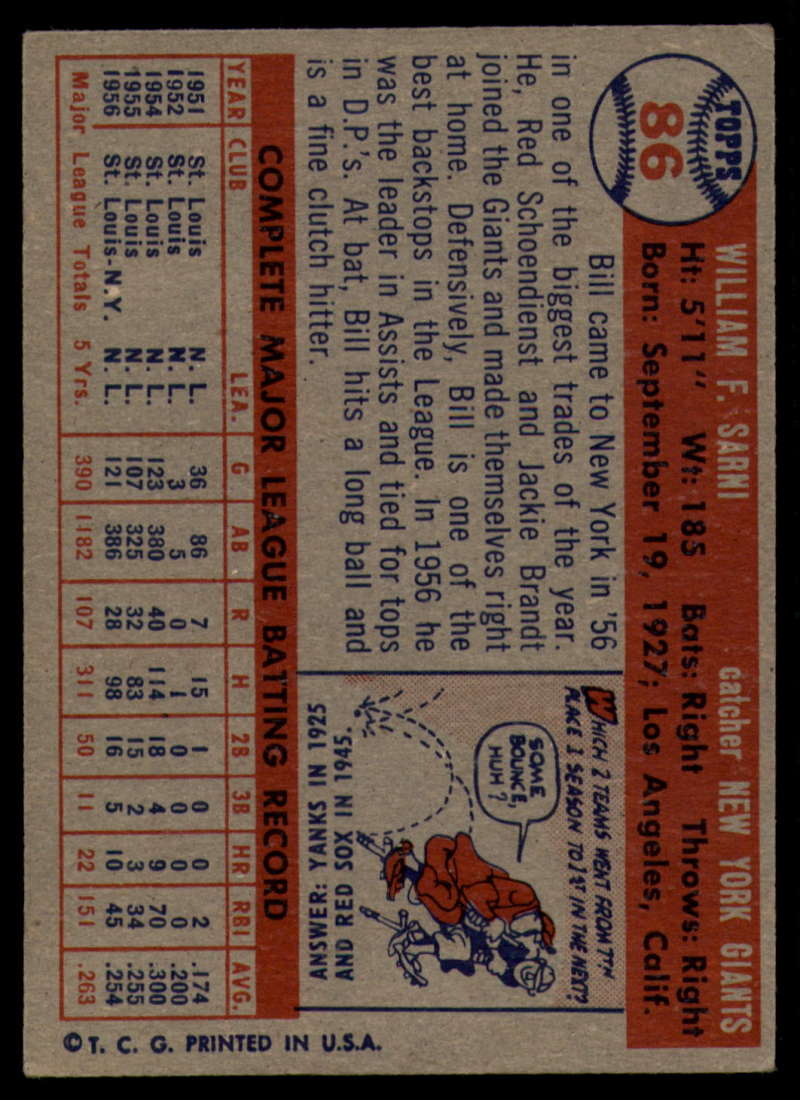 TOPPS
86
WILLIAM F. SARNI
catcher NEW YORK GIANTS
Ht: 5'11" Wt: 185 Bats: Right Throws: Right
Born: September 19, 1927; Los Angeles, Calif.
Bill came to New York in '56
in one of the biggest trades of the year.
He, Red Schoendienst and Jackie Brandt
joined the Giants and made themselves right
at home. Defensively, Bill is one of the
best backstops in the League. In 1956 he
was the leader in Assists and tied for tops
in D.P.'s. At bat, Bill hits a long ball and
is a fine clutch hitter.
WHICH 2 TEAMS WENT FROM 7TH
PLACE 1 SEASON TO 1ST IN THE NEXT?
SOME
BOUNCE,
HUH?
ANSWER: YANKS IN 1925
AND RED SOX IN 1945.
COMPLETE MAJOR LEAGUE BATTING RECORD
YEAR CLUB LEA. G AB R H 2B 3B HR RBI AVG.
1951 St. Louis N. L. 36 86 7 15 1 0 0 2 .174
1952 St. Louis N. L. 3 5 0 1 0 0 0 0 .200
1954 St. Louis N. L. 123 380 40 114 18 4 9 70 .300
1955 St. Louis N. L. 107 325 32 83 15 2 3 34 .255
1956 St. Louis-N.Y. N. L. 121 386 28 98 16 5 10 45 .254
Major League Totals 5 Yrs. 390 1182 107 311 50 11 22 151 .263
© T. C. G. PRINTED IN U.S.A.